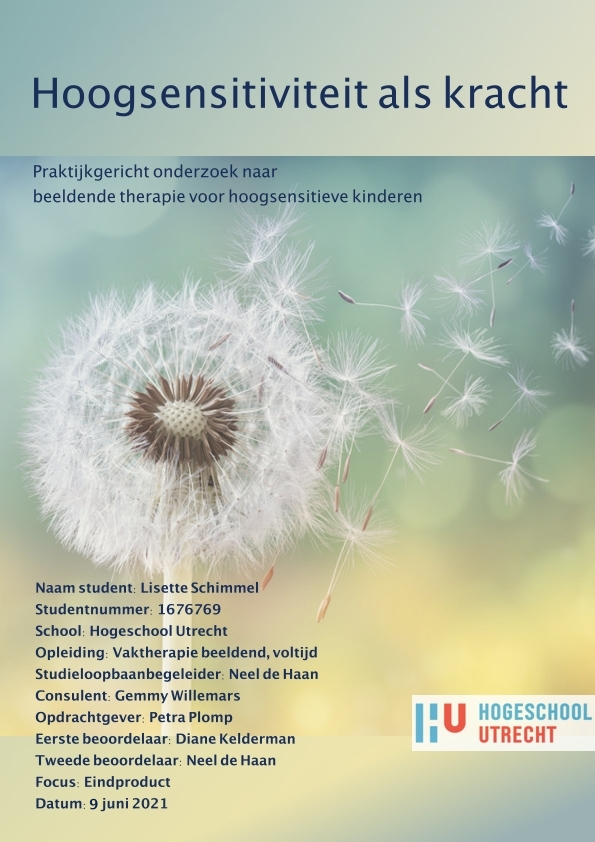 Hoogsensitiviteit als kracht
Praktijkgericht onderzoek naar
beeldende therapie voor hoogsensitieve kinderen
Naam student: Lisette Schimmel
Studentnummer: 1676769
School: Hogeschool Utrecht
Opleiding: Vaktherapie beeldend, voltijd
Studieloopbaanbegeleider: Neel de Haan
Consulent: Gemmy Willemars
Opdrachtgever: Petra Plomp
Eerste beoordelaar: Diane Kelderman
Tweede beoordelaar: Neel de Haan
Focus: Eindproduct
Datum: 9 juni 2021
HU HOGESCHOOL
UTRECHT